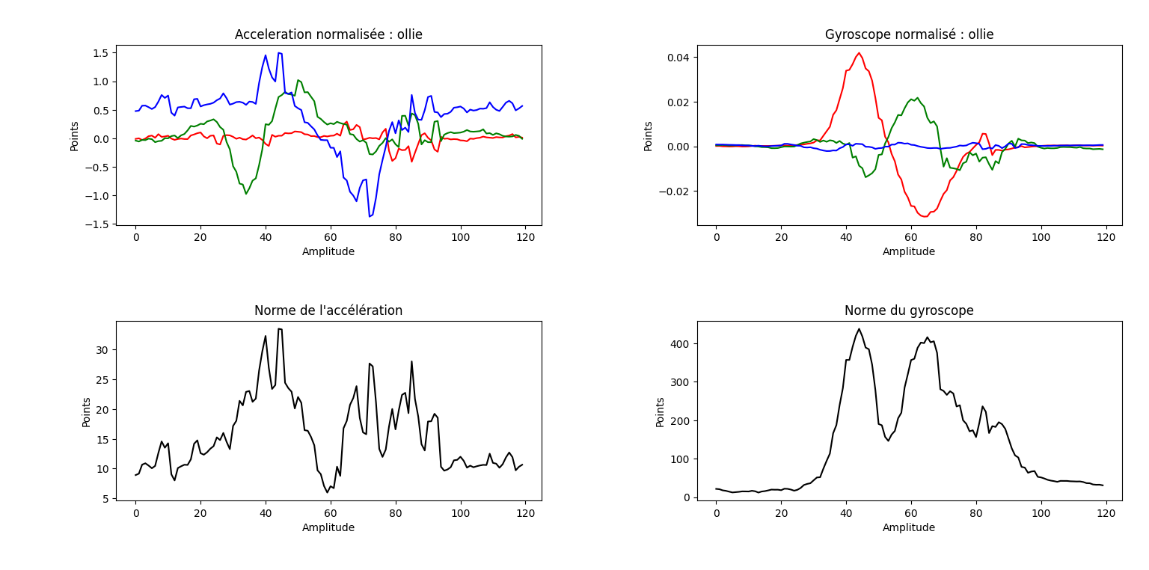 Acceleration normalisée : ollie
1.5
1.0
0.5
0.0
−0.5
−1.0
−1.5
Points
0 20 40 60 80 100 120
Amplitude
Gyroscope normalisé : ollie
0.04
0.02
0.00
−0.02
Points
0 20 40 60 80 100 120
Amplitude
Norme de l'accélération
30
25
20
15
10
5
Points
0 20 40 60 80 100 120
Amplitude
Norme du gyroscope
400
300
200
100
0
Points
0 20 40 60 80 100 120
Amplitude